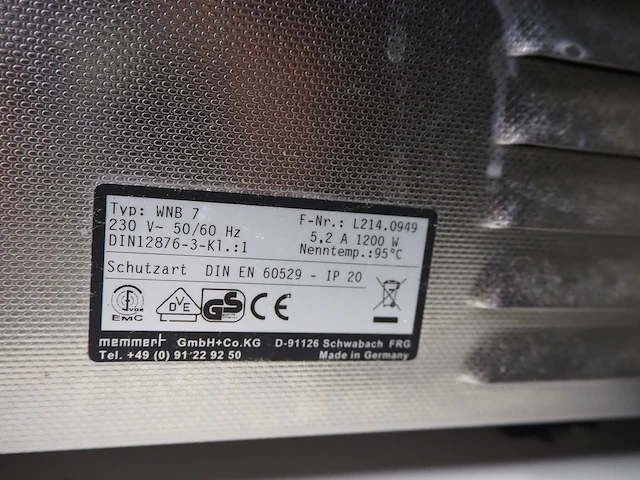 Typ: WNB 7 F-Nr.: L214.0949
230 V~ 50/60 Hz 5,2 A 1200 W
DIN12876-3-Kl.:1 Nenntemp.:95°C
Schutzart DIN EN 60529 - IP 20
VDE EMC VDE GS CE
memmert GmbH+Co.KG D-91126 Schwabach FRG
Tel. +49 (0) 91 22 92 50 Made in Germany